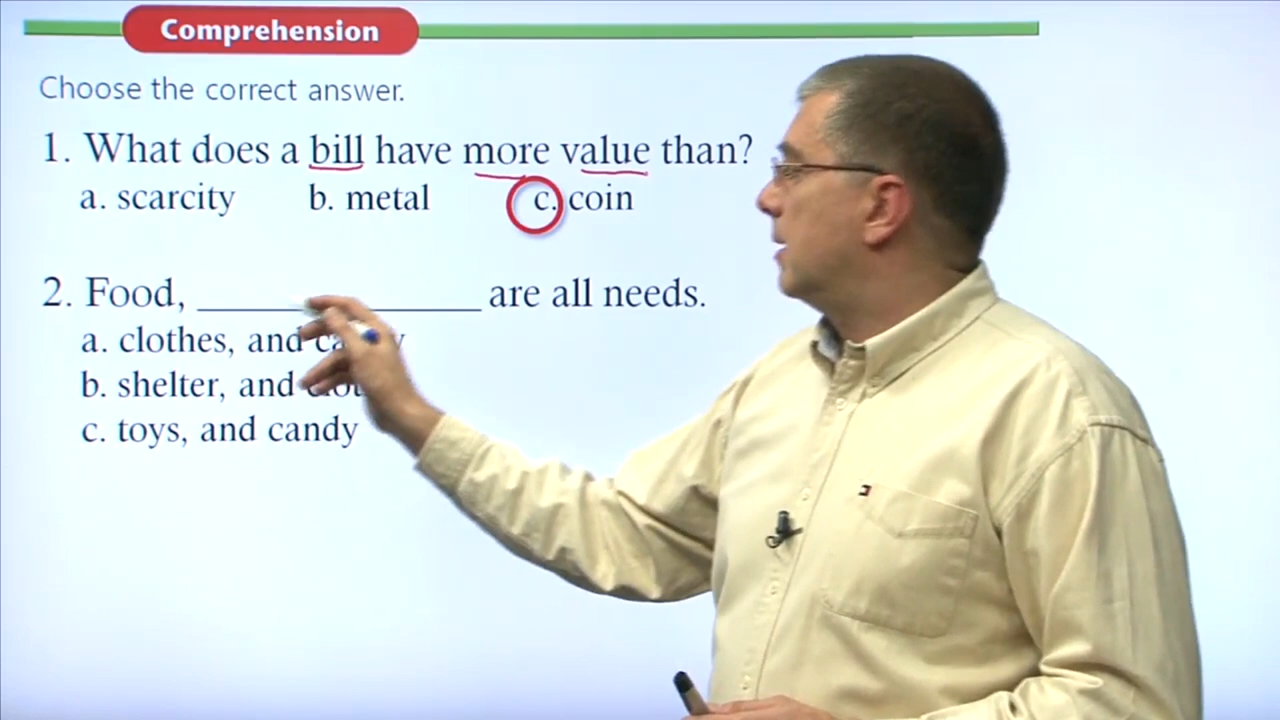 Comprehension
Choose the correct answer.
1. What does a bill have more value than?
a. scarcity b. metal c. coin
2. Food, ____________ are all needs.
a. clothes, and
b. shelter, and
c. toys, and candy